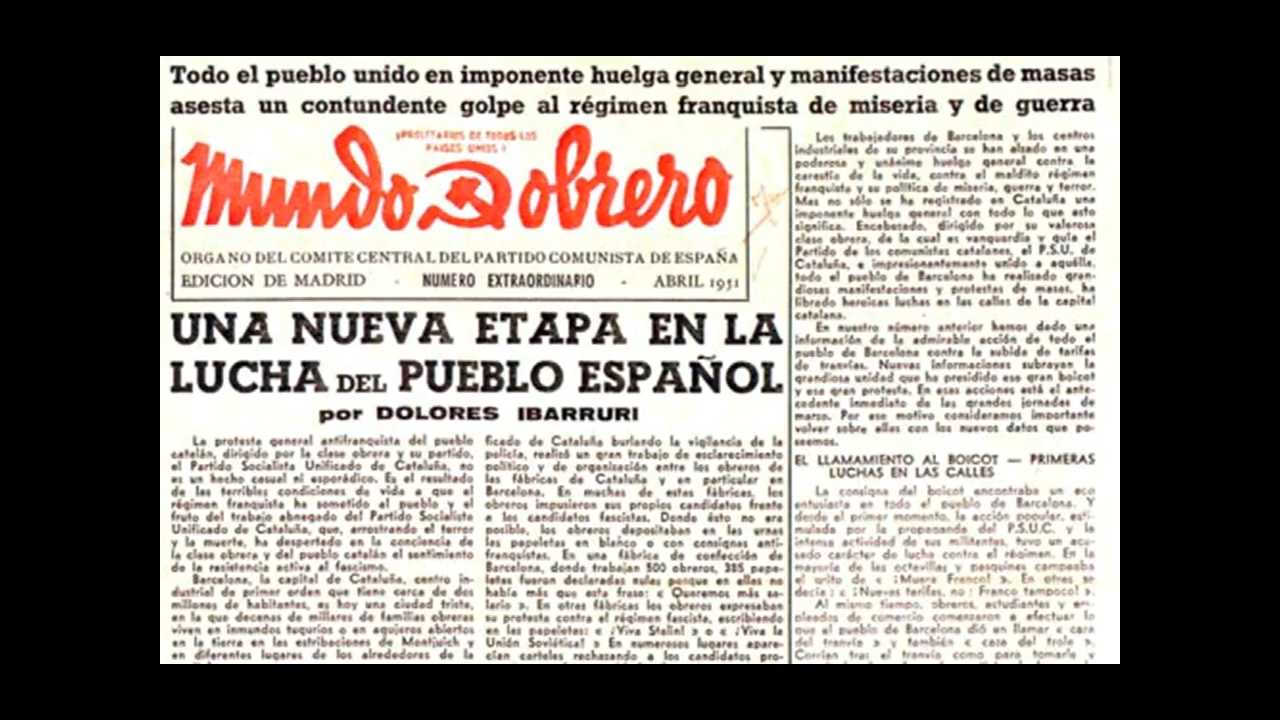 Todo el pueblo unido en imponente huelga general y manifestaciones de masas
asesta un contundente golpe al régimen franquista de miseria y de guerra
¡PROLETARIOS DE TODOS LOS
PAISES UNIOS!
mundo obrero
ORGANO DEL COMITE CENTRAL DEL PARTIDO COMUNISTA DE ESPAÑA
EDICION DE MADRID - NUMERO EXTRAORDINARIO - ABRIL 1951
UNA NUEVA ETAPA EN LA
LUCHA DEL PUEBLO ESPAÑOL
por DOLORES IBARRURI
La protesta general antifranquista del pueblo
catalán, dirigido por la clase obrera y su partido,
el Partido Socialista Unificado de Cataluña, no
es un hecho casual ni esporádico. Es el resultado
de las terribles condiciones de vida a que el
régimen franquista ha sometido al pueblo y el
fruto del trabajo abnegado del Partido Socialista
Unificado de Cataluña, que, arrostrando el terror
y la muerte, ha despertado en la conciencia de
la clase obrera y del pueblo catalán el sentimiento
de la resistencia activa al fascismo.
Barcelona, la capital de Cataluña, centro in-
dustrial de primer orden que tiene cerca de dos
millones de habitantes, es hoy una ciudad triste,
en la que decenas de millares de familias obreras
viven en inmundos tugurios o en agujeros abiertos
en la tierra en las estribaciones de Montjuich y
en diferentes lugares de los alrededores de la
ficado de Cataluña burlando la vigilancia de la
policía, realizó un gran trabajo de esclarecimiento
político y de organización entre los obreros de
las fábricas de Cataluña y en particular en
Barcelona. En muchas de estas fábricas, los
obreros impusieron sus propios candidatos frente
a los candidatos fascistas. Donde ésto no era
posible, los obreros depositaban en las urnas
las papeletas en blanco o con consignas anti-
franquistas. En una fábrica de confección de
Barcelona, donde trabajan 500 obreros, 385 pape-
letas fueron declaradas nulas porque en ellas no
había más que esta frase: « Queremos más sa-
lario ». En otras fábricas los obreros expresaban
su protesta contra el régimen fascista, escribiendo
en las papeletas: « ¡Viva Stalin! » o « ¡Viva la
Unión Soviética! » En numerosos lugares apare-
cían carteles rechazando a los candidatos pro-
Los trabajadores de Barcelona y los centros
industriales de su provincia se han alzado en una
poderosa y unánime huelga general contra la
carestía de la vida, contra el maldito régimen
franquista y su política de miseria, guerra y terror.
Mas no sólo se ha registrado en Cataluña una
imponente huelga general con todo lo que esto
significa. Encabezado, dirigido por su valerosa
clase obrera, de la cual es vanguardia y guía el
Partido de los comunistas catalanes, el P.S.U. de
Cataluña, e impresionantemente unido a aquélla,
todo el pueblo de Barcelona ha realizado gran-
diosas manifestaciones y protestas de masas, ha
librado heroicas luchas en las calles de la capital
catalana.
En nuestro número anterior hemos dado una
información de la admirable acción de todo el
pueblo de Barcelona contra la subida de tarifas
de tranvías. Nuevas informaciones subrayan la
grandiosa unidad que ha presidido ese gran boicot
y esa gran protesta. En esas acciones está el ante-
cedente inmediato de las grandes jornadas de
marzo. Por ese motivo consideramos importante
volver sobre ellas con los nuevos datos que po-
seemos.
EL LLAMAMIENTO AL BOICOT — PRIMERAS
LUCHAS EN LAS CALLES
La consigna del boicot encontraba un eco
entusiasta en todo el pueblo de Barcelona. Y
desde el primer momento, la acción popular, esti-
mulada por la propaganda del P.S.U.C. y la
intensa actividad de sus militantes, tuvo un acu-
sado carácter de lucha contra el régimen. En la
mayoría de las octavillas y pasquines campeaba
el grito de « ¡Muera Franco! ». En otras se
decía: « ¡Nuevas tarifas, no; Franco tampoco! ».
Al mismo tiempo, obreros, estudiantes y em-
pleados de comercio comenzaron a efectuar lo
que el pueblo de Barcelona dió en llamar « caza
del tranvía » y también « caza del trole ».
Corrían tras el tranvía como para tomarle y